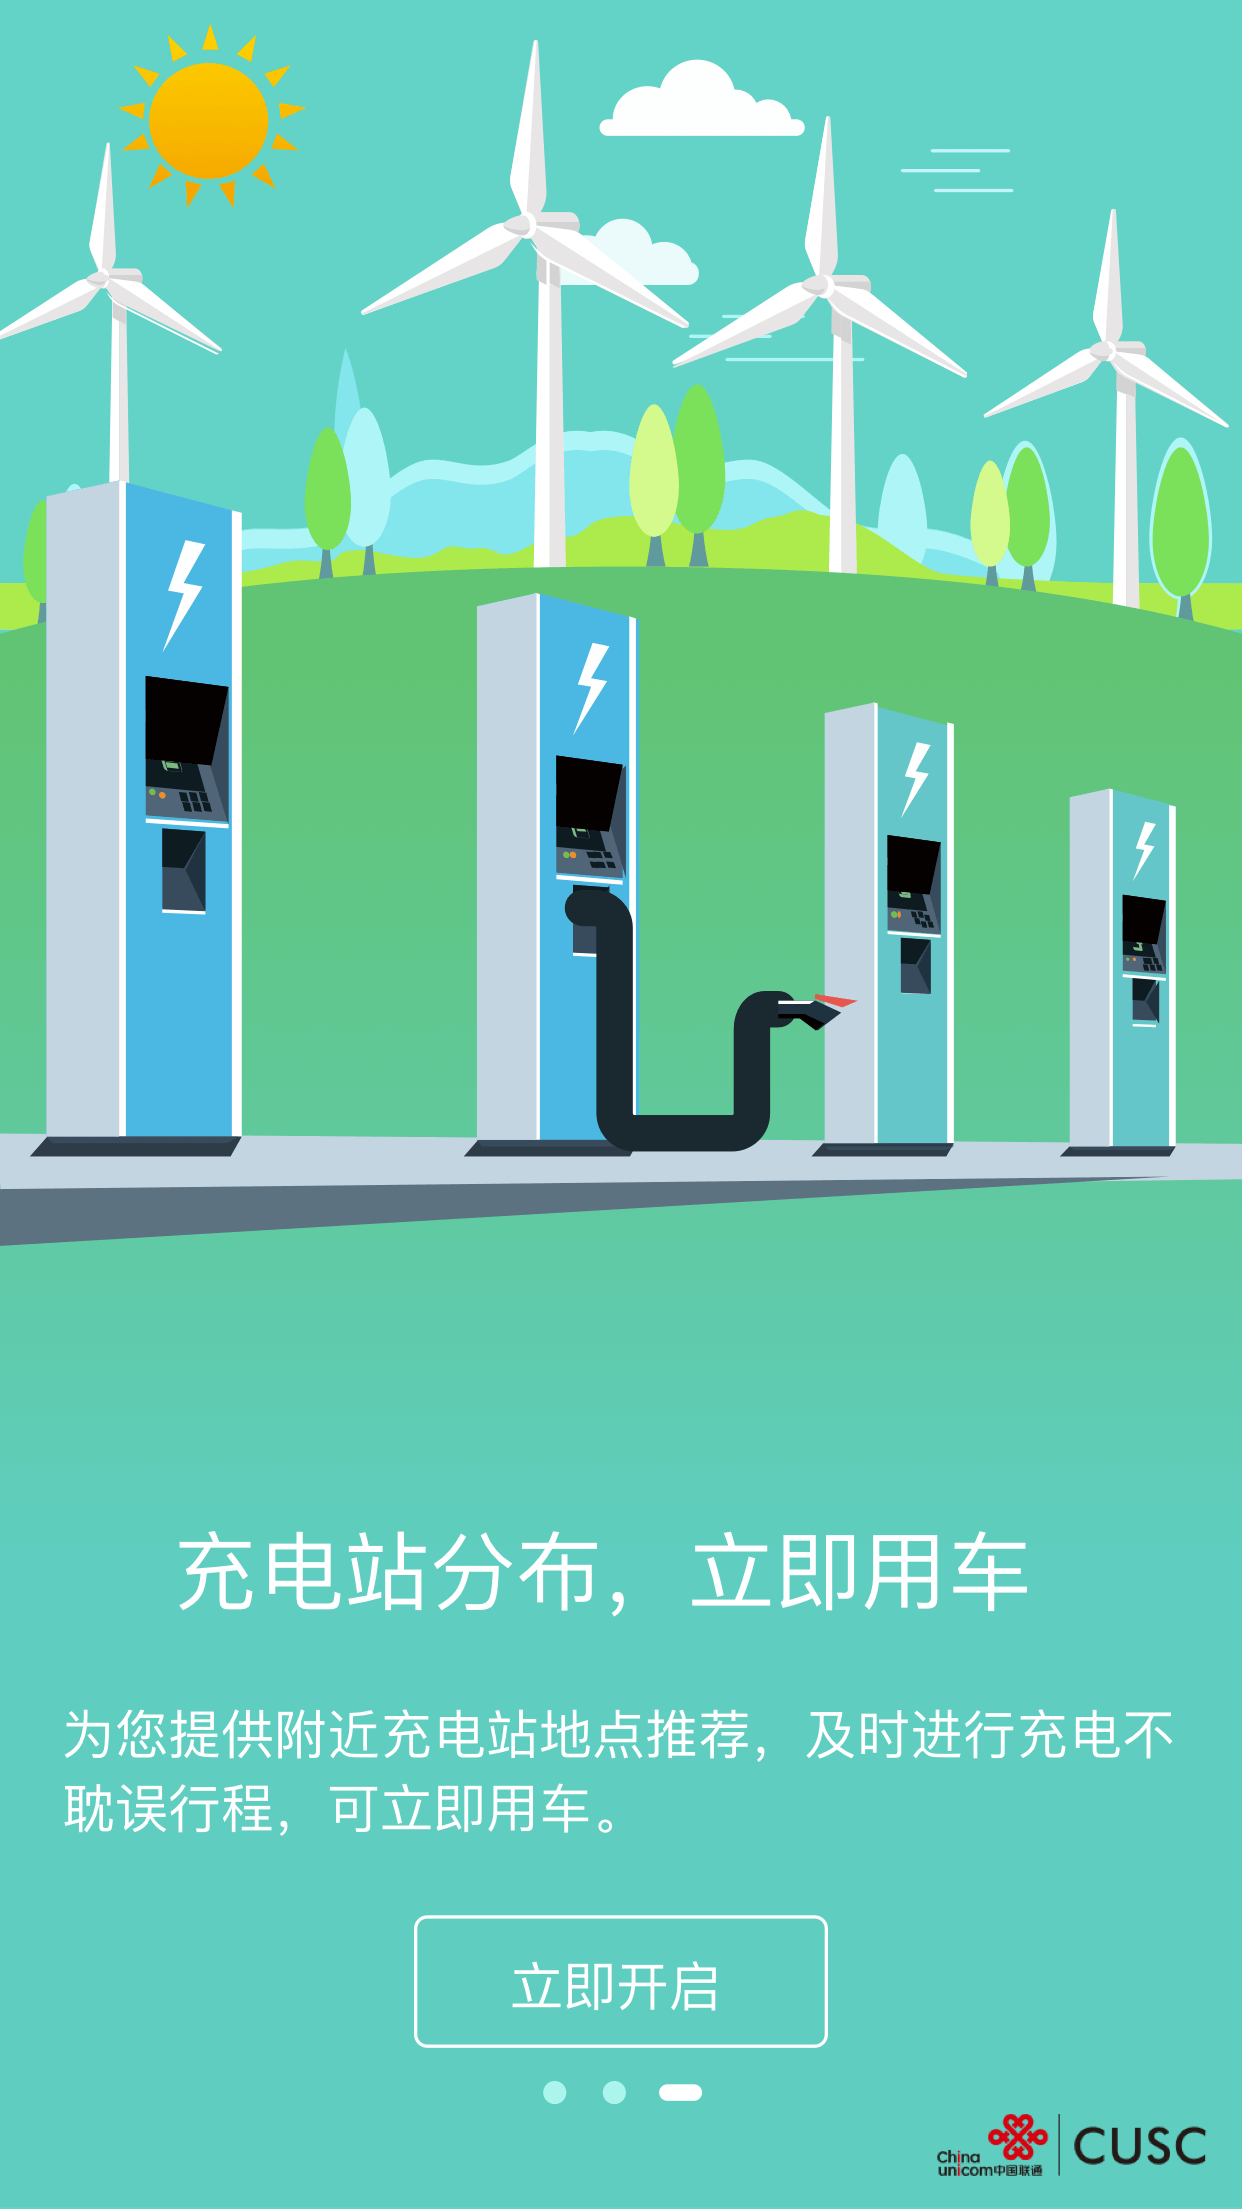 充电站分布，立即用车
为您提供附近充电站地点推荐，及时进行充电不
耽误行程，可立即用车。
立即开启
China
unicom中国联通
CUSC